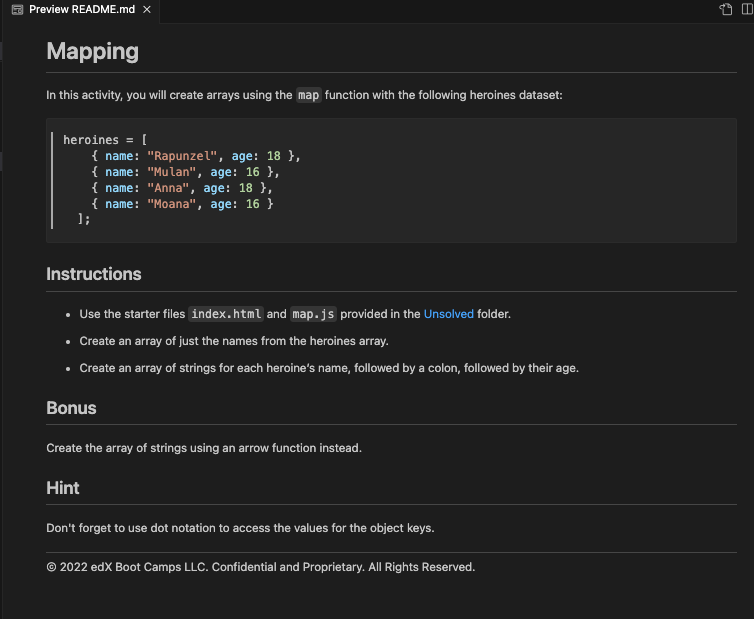 Preview README.md
Mapping
In this activity, you will create arrays using the map function with the following heroines dataset:
heroines = [
    { name: "Rapunzel", age: 18 },
    { name: "Mulan", age: 16 },
    { name: "Anna", age: 18 },
    { name: "Moana", age: 16 }
  ];
Instructions
• Use the starter files index.html and map.js provided in the Unsolved folder.
• Create an array of just the names from the heroines array.
• Create an array of strings for each heroine's name, followed by a colon, followed by their age.
Bonus
Create the array of strings using an arrow function instead.
Hint
Don't forget to use dot notation to access the values for the object keys.
© 2022 edX Boot Camps LLC. Confidential and Proprietary. All Rights Reserved.